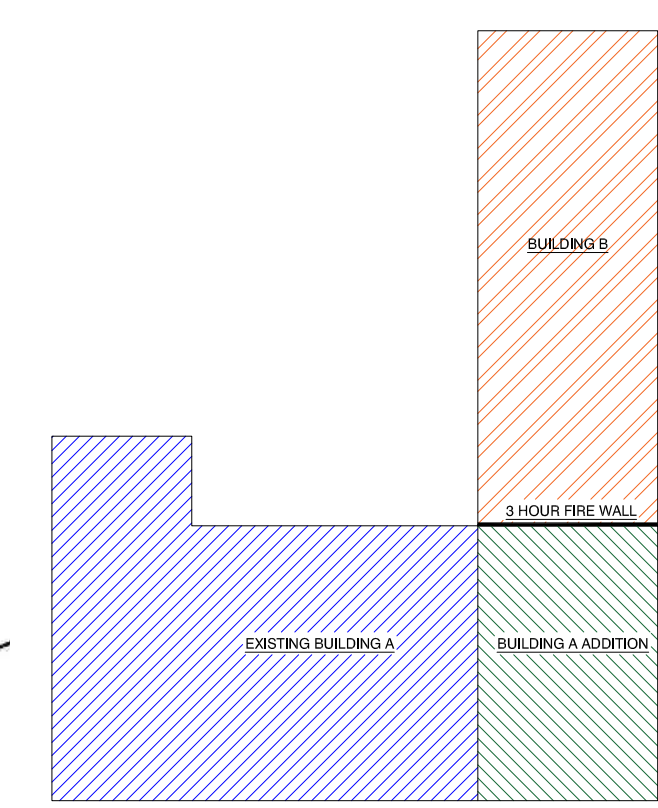 BUILDING B
3 HOUR FIRE WALL
EXISTING BUILDING A
BUILDING A ADDITION